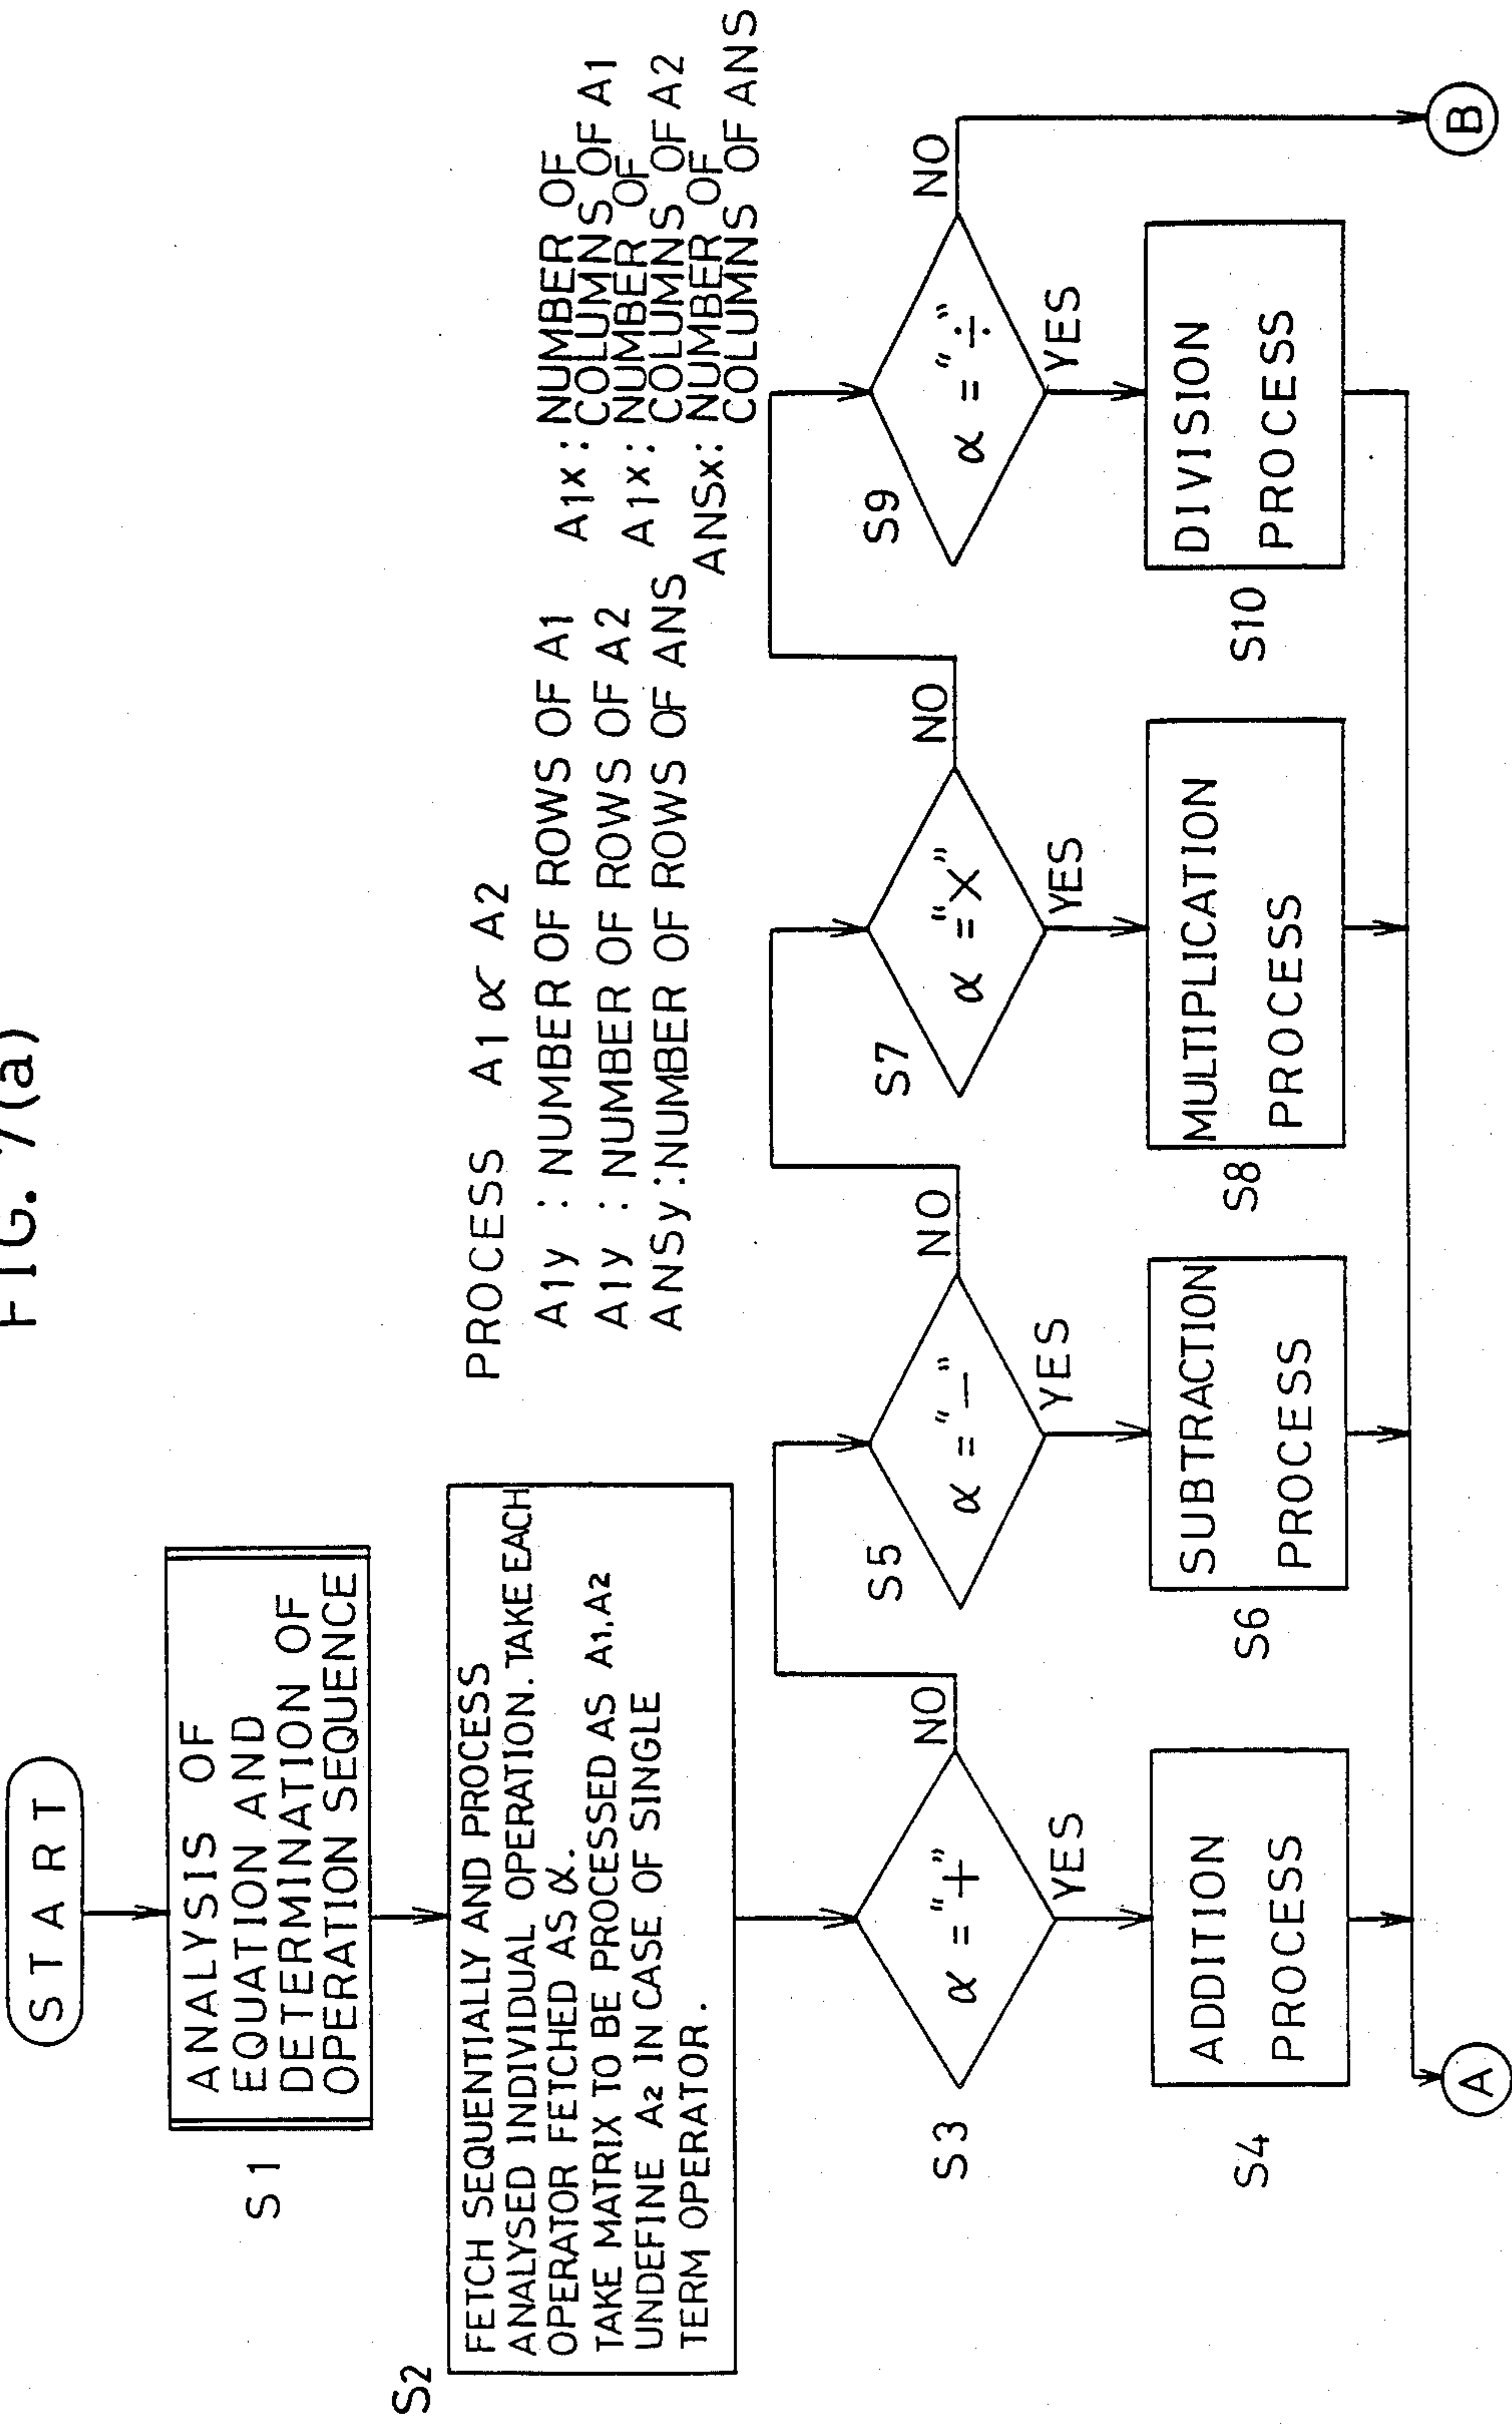 FIG. 7(a)
START
ANALYSIS OF
EQUATION AND
DETERMINATION OF
OPERATION SEQUENCE
S1
S2
FETCH SEQUENTIALLY AND PROCESS
ANALYSED INDIVIDUAL OPERATION. TAKE EACH
OPERATOR FETCHED AS α.
TAKE MATRIX TO BE PROCESSED AS A1,A2
UNDEFINE A2 IN CASE OF SINGLE
TERM OPERATOR.
PROCESS A1 α A2
A1y : NUMBER OF ROWS OF A1
A1y : NUMBER OF ROWS OF A2
ANSy : NUMBER OF ROWS OF ANS
A1x : NUMBER OF
COLUMNS OF A1
A1x : NUMBER OF
COLUMNS OF A2
ANSx: NUMBER OF
COLUMNS OF ANS
S3
α = "+"
NO
YES
S4
ADDITION
PROCESS
S5
α = "−"
NO
YES
S6
SUBTRACTION
PROCESS
S7
α = "X"
NO
YES
S8
MULTIPLICATION
PROCESS
S9
α = "÷"
NO
YES
S10
DIVISION
PROCESS
A
B